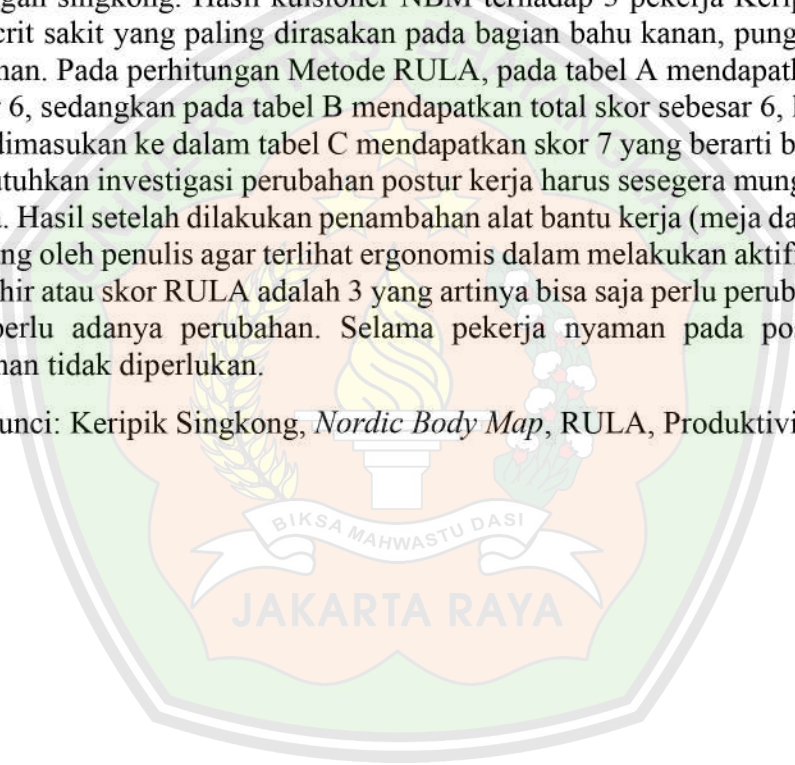 gan singkong. Hasil kuisioner NBM terhadap 5 pekerja Kerip
crit sakit yang paling dirasakan pada bagian bahu kanan, pung
nan. Pada perhitungan Metode RULA, pada tabel A mendapatk
6, sedangkan pada tabel B mendapatkan total skor sebesar 6,
dimasukan ke dalam tabel C mendapatkan skor 7 yang berarti b
utuhkan investigasi perubahan postur kerja harus sesegera mung
. Hasil setelah dilakukan penambahan alat bantu kerja (meja da
ng oleh penulis agar terlihat ergonomis dalam melakukan aktif
hir atau skor RULA adalah 3 yang artinya bisa saja perlu perub
perlu adanya perubahan. Selama pekerja nyaman pada pos
nan tidak diperlukan.
unci: Keripik Singkong, Nordic Body Map, RULA, Produktivi
BIKSA MAHWASTU DASI
JAKARTA RAYA